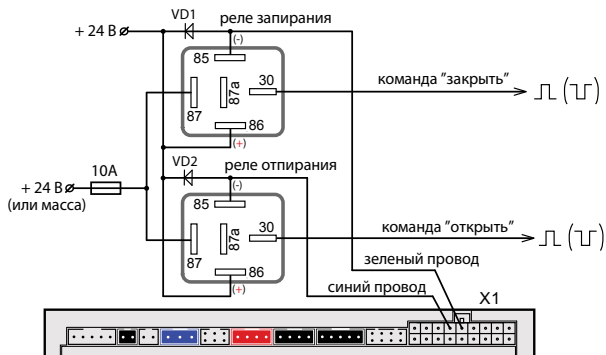 VD1
реле запирания
+ 24 В
(-)
85
30
87a
87
86
(+)
команда "закрыть"
VD2
реле отпирания
10А
(-)
+ 24 В
(или масса)
85
30
87a
87
86
(+)
команда "открыть"
зеленый провод
синий провод
X1